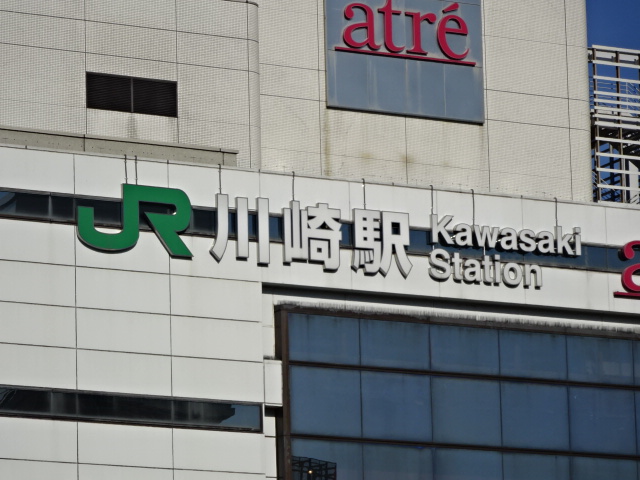 atré
JR 川崎駅 Kawasaki
Station